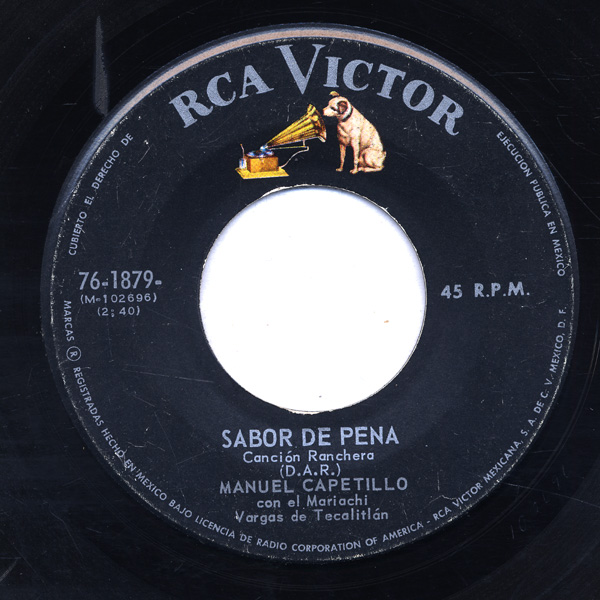 RCA VICTOR
CUBIERTO EL DERECHO DE
EJECUCION PUBLICA EN MEXICO
76-1879-
(M-102696)
(2:40)
45 R.P.M.
SABOR DE PENA
Canción Ranchera
(D.A.R.)
MANUEL CAPETILLO
con el Mariachi
Vargas de Tecalitlán
MARCAS ® REGISTRADAS HECHO EN MEXICO BAJO LICENCIA DE RADIO CORPORATION OF AMERICA - RCA VICTOR MEXICANA, S. A. DE C. V. MEXICO, D. F.